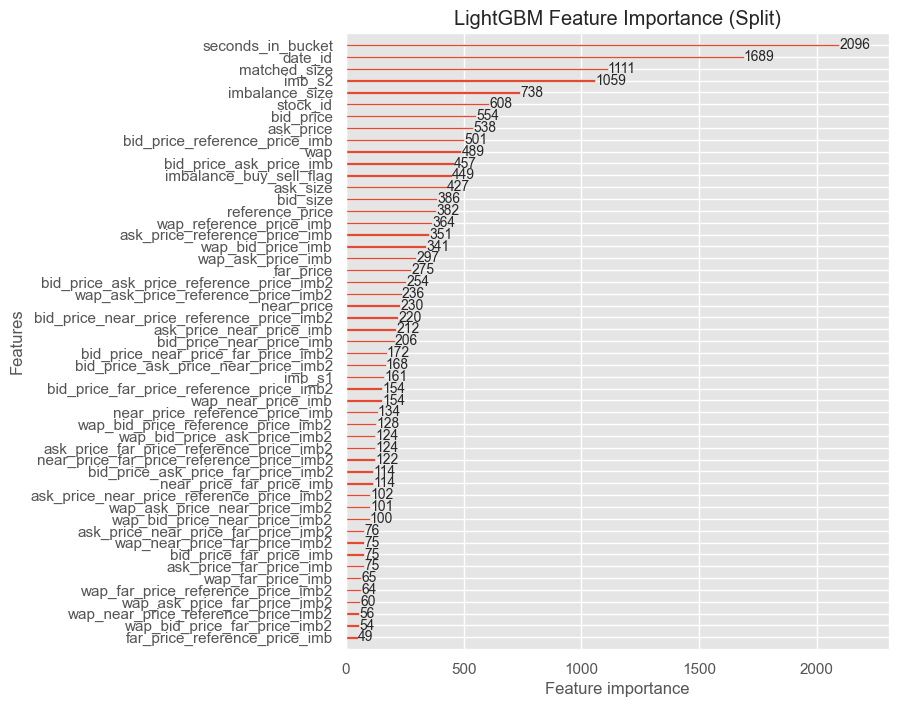 LightGBM Feature Importance (Split)
Features
seconds_in_bucket 2096
date_id 1689
matched_size 1111
imb_s2 1059
imbalance_size 738
stock_id 608
bid_price 554
ask_price 538
bid_price_reference_price_imb 501
wap 489
bid_price_ask_price_imb 457
imbalance_buy_sell_flag 449
ask_size 427
bid_size 386
reference_price 382
wap_reference_price_imb 364
ask_price_reference_price_imb 351
wap_bid_price_imb 341
wap_ask_price_imb 297
far_price 275
bid_price_ask_price_reference_price_imb2 254
wap_ask_price_reference_price_imb2 236
near_price 230
bid_price_near_price_reference_price_imb2 220
ask_price_near_price_imb 212
bid_price_near_price_imb 206
bid_price_near_price_far_price_imb2 172
bid_price_ask_price_near_price_imb2 168
imb_s1 161
bid_price_far_price_reference_price_imb2 154
wap_near_price_imb 154
near_price_reference_price_imb 134
wap_bid_price_reference_price_imb2 128
wap_bid_price_ask_price_imb2 124
ask_price_far_price_reference_price_imb2 124
near_price_far_price_reference_price_imb2 122
bid_price_ask_price_far_price_imb2 114
near_price_far_price_imb 114
ask_price_near_price_reference_price_imb2 102
wap_ask_price_near_price_imb2 101
wap_bid_price_near_price_imb2 100
ask_price_near_price_far_price_imb2 76
wap_near_price_far_price_imb2 75
bid_price_far_price_imb 75
ask_price_far_price_imb 75
wap_far_price_imb 65
wap_far_price_reference_price_imb2 64
wap_ask_price_far_price_imb2 60
wap_near_price_reference_price_imb2 56
wap_bid_price_far_price_imb2 54
far_price_reference_price_imb 49
0 500 1000 1500 2000
Feature importance